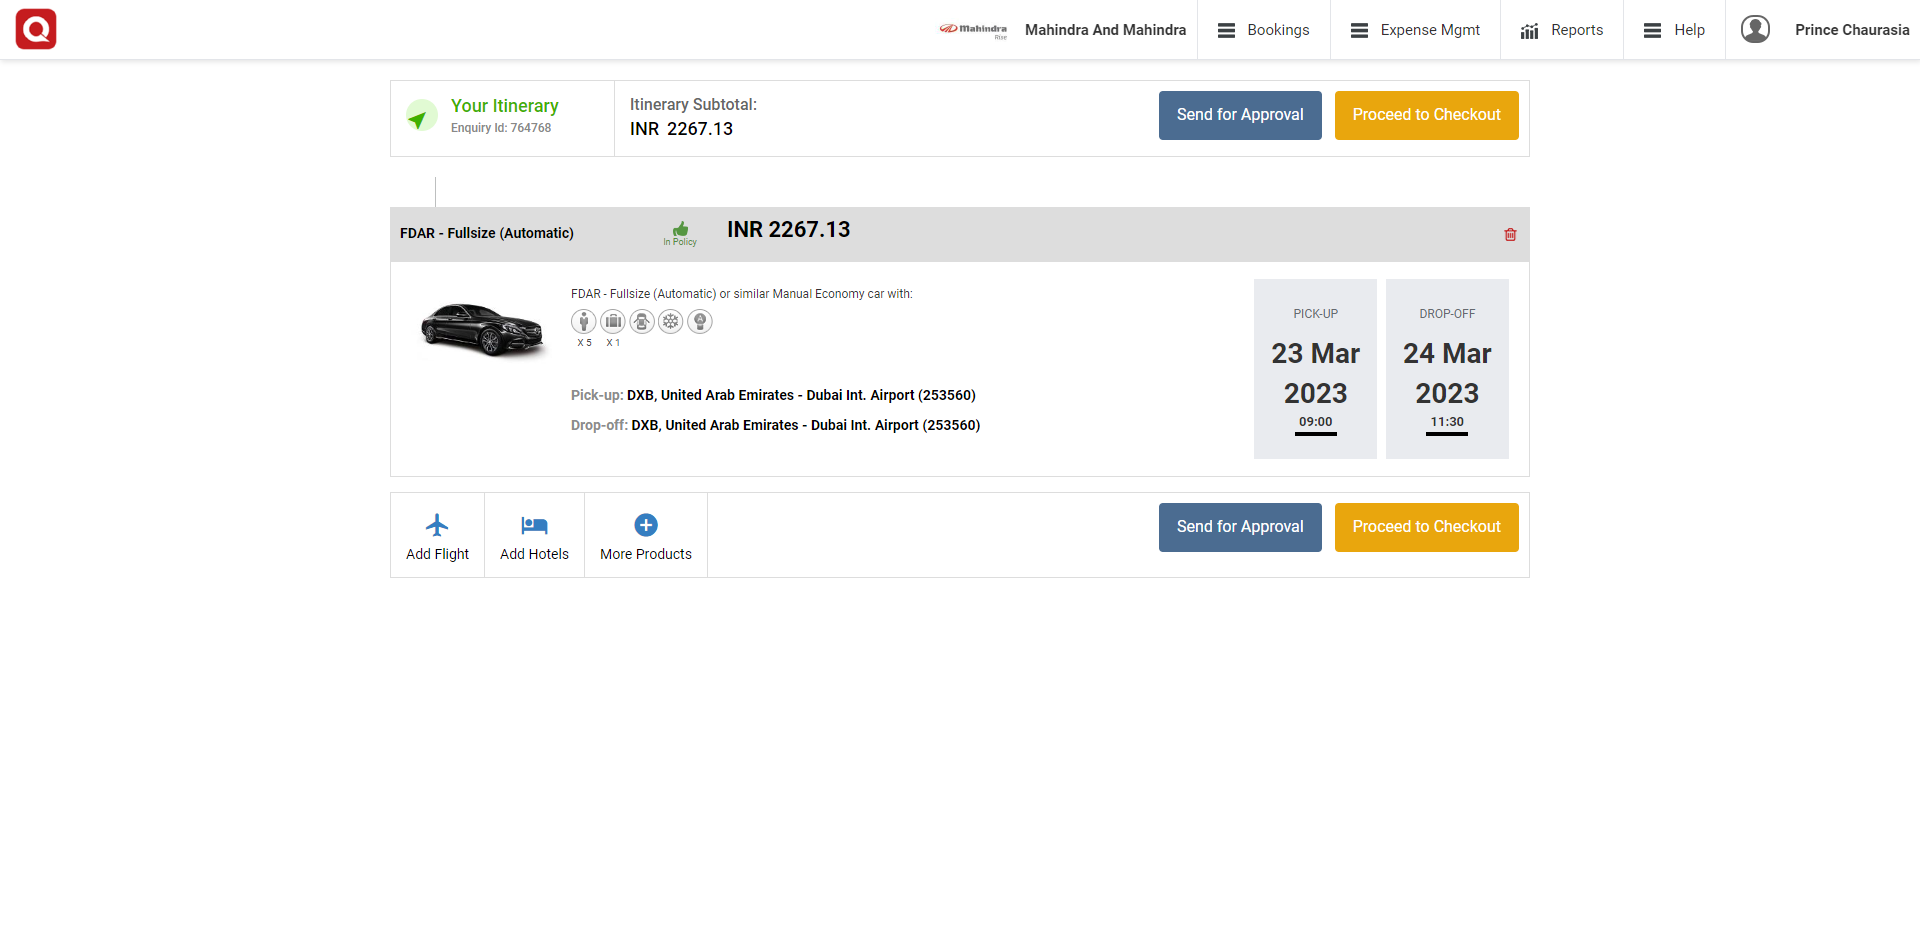 Mahindra Rise
Mahindra And Mahindra
Bookings
Expense Mgmt
Reports
Help
Prince Chaurasia
Your Itinerary
Enquiry Id: 764768
Itinerary Subtotal:
INR 2267.13
Send for Approval
Proceed to Checkout
FDAR - Fullsize (Automatic)
In Policy
INR 2267.13
FDAR - Fullsize (Automatic) or similar Manual Economy car with:
X 5
X 1
Pick-up: DXB, United Arab Emirates - Dubai Int. Airport (253560)
Drop-off: DXB, United Arab Emirates - Dubai Int. Airport (253560)
PICK-UP
23 Mar
2023
09:00
DROP-OFF
24 Mar
2023
11:30
Add Flight
Add Hotels
More Products
Send for Approval
Proceed to Checkout